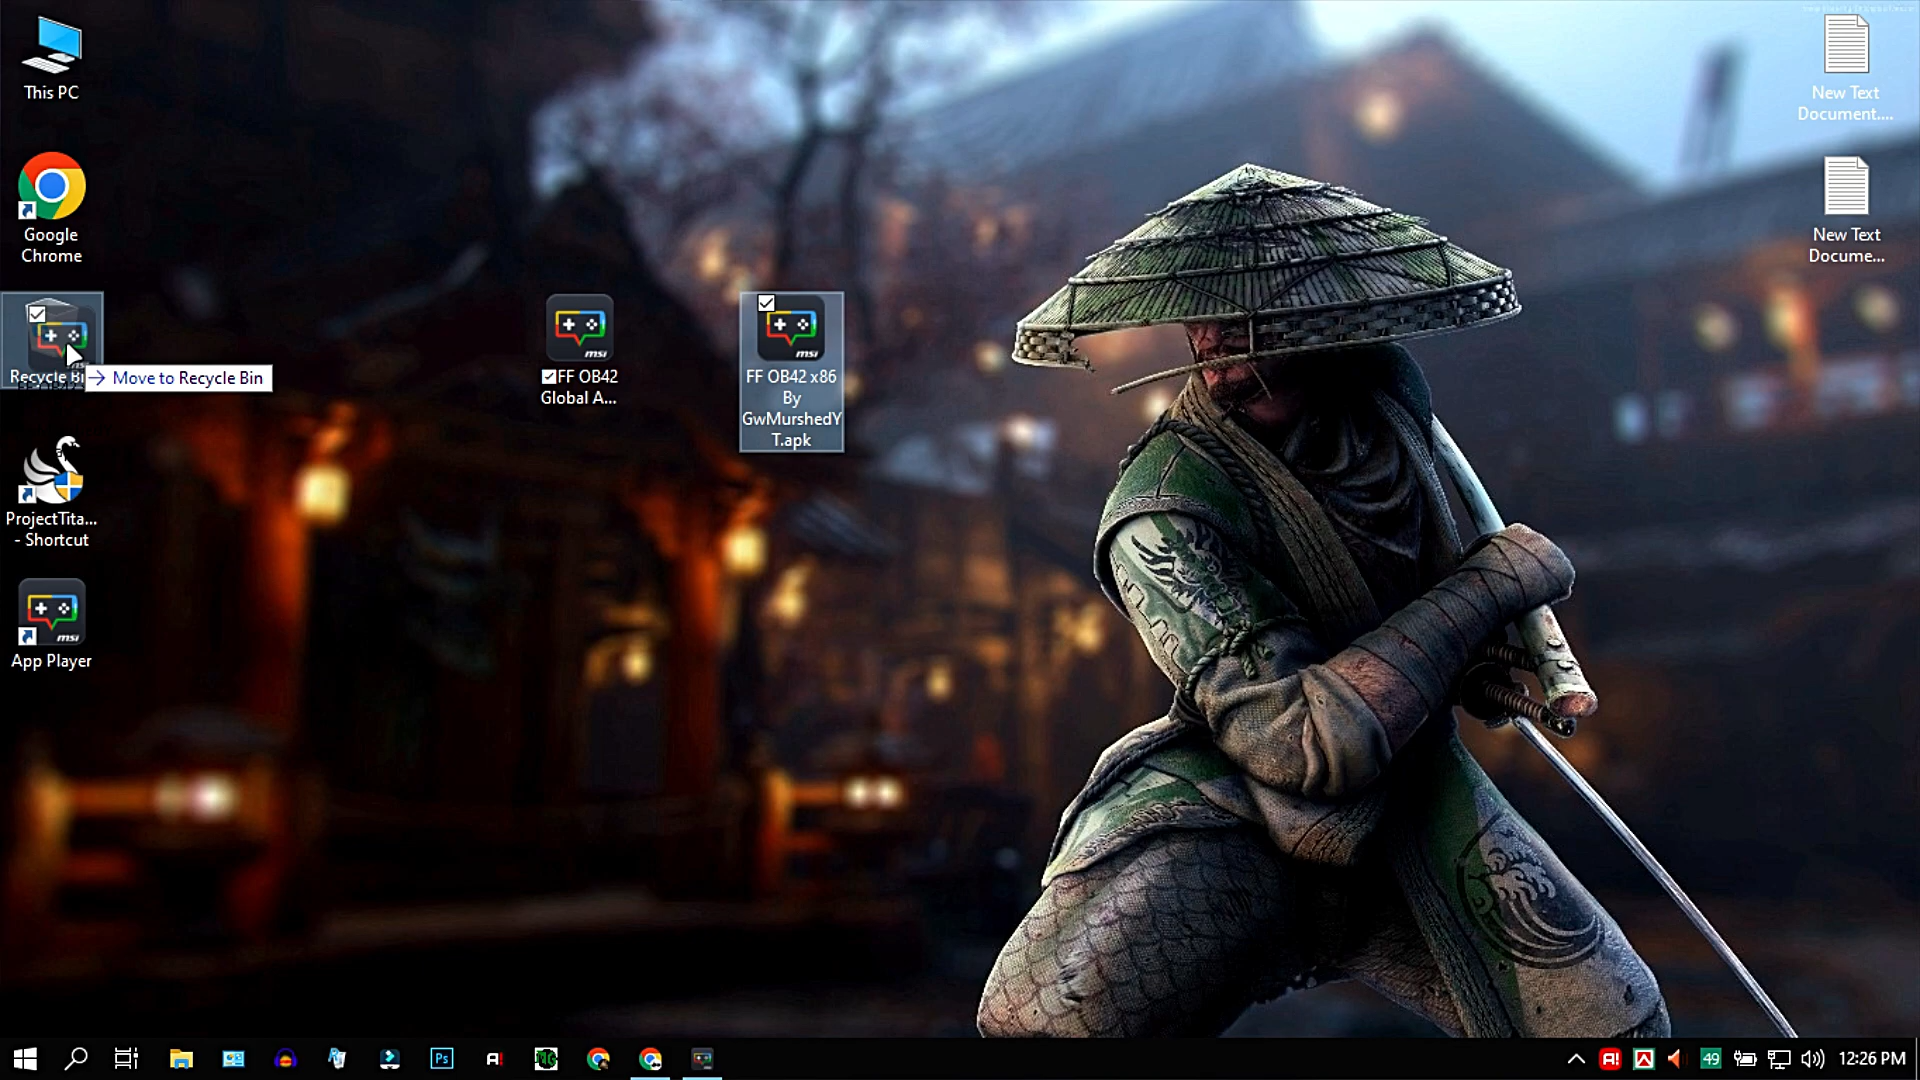 This PC
Google
Chrome
Recycle Bi
Move to Recycle Bin
ProjectTita...
- Shortcut
msi
App Player
msi
FF OB42
Global A...
msi
FF OB42 x86
By
GwMurshedY
T.apk
New Text
Document....
New Text
Docume...
Ps
A!
A!
49
12:26 PM